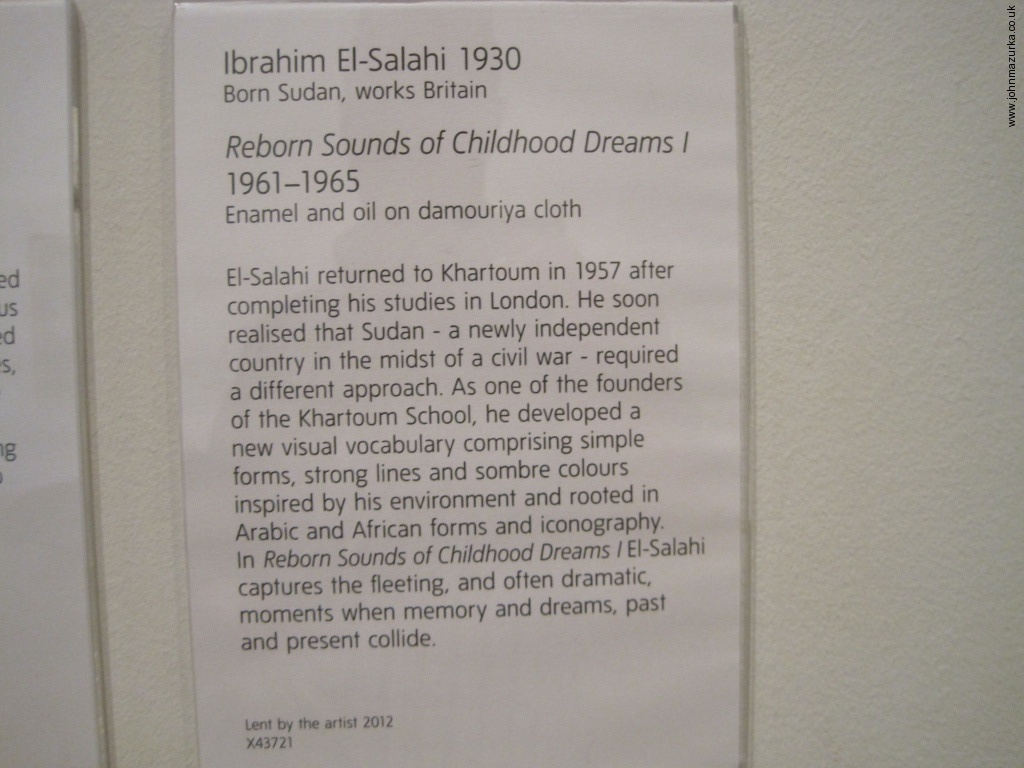 www.johnmazurka.co.uk
Ibrahim El-Salahi 1930
Born Sudan, works Britain
Reborn Sounds of Childhood Dreams I
1961–1965
Enamel and oil on damouriya cloth
El-Salahi returned to Khartoum in 1957 after
completing his studies in London. He soon
realised that Sudan - a newly independent
country in the midst of a civil war - required
a different approach. As one of the founders
of the Khartoum School, he developed a
new visual vocabulary comprising simple
forms, strong lines and sombre colours
inspired by his environment and rooted in
Arabic and African forms and iconography.
In Reborn Sounds of Childhood Dreams I El-Salahi
captures the fleeting, and often dramatic,
moments when memory and dreams, past
and present collide.
Lent by the artist 2012
X43721